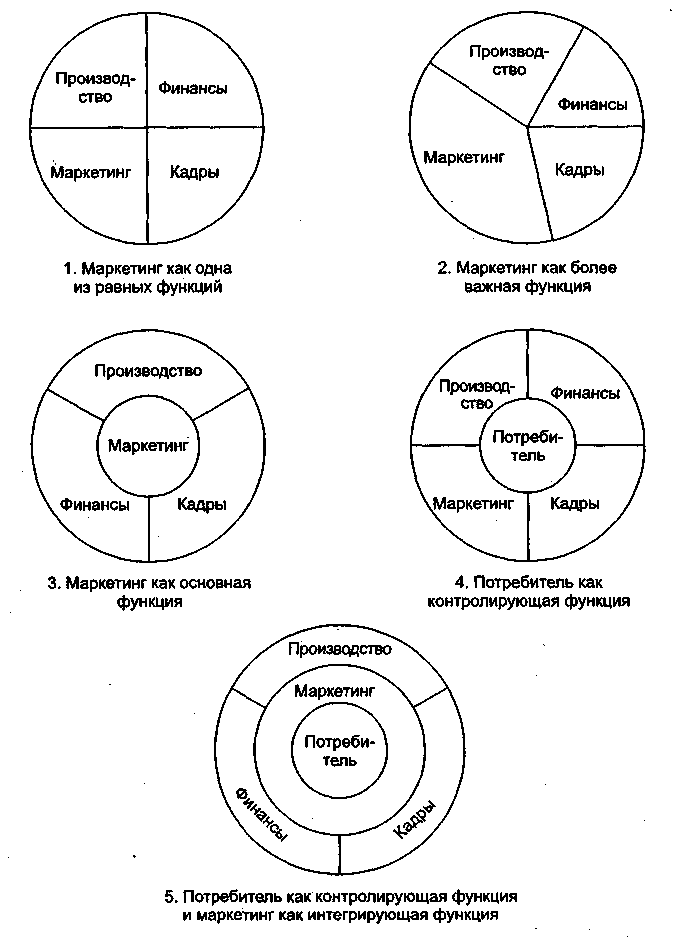 Производ-
ство
Финансы
Маркетинг
Кадры
1. Маркетинг как одна
из равных функций
Производ-
ство
Финансы
Маркетинг
Кадры
2. Маркетинг как более
важная функция
Производство
Маркетинг
Финансы
Кадры
3. Маркетинг как основная
функция
Производ-
ство
Финансы
Потреби-
тель
Маркетинг
Кадры
4. Потребитель как
контролирующая функция
Производство
Маркетинг
Потреби-
тель
Финансы
Кадры
5. Потребитель как контролирующая функция
и маркетинг как интегрирующая функция